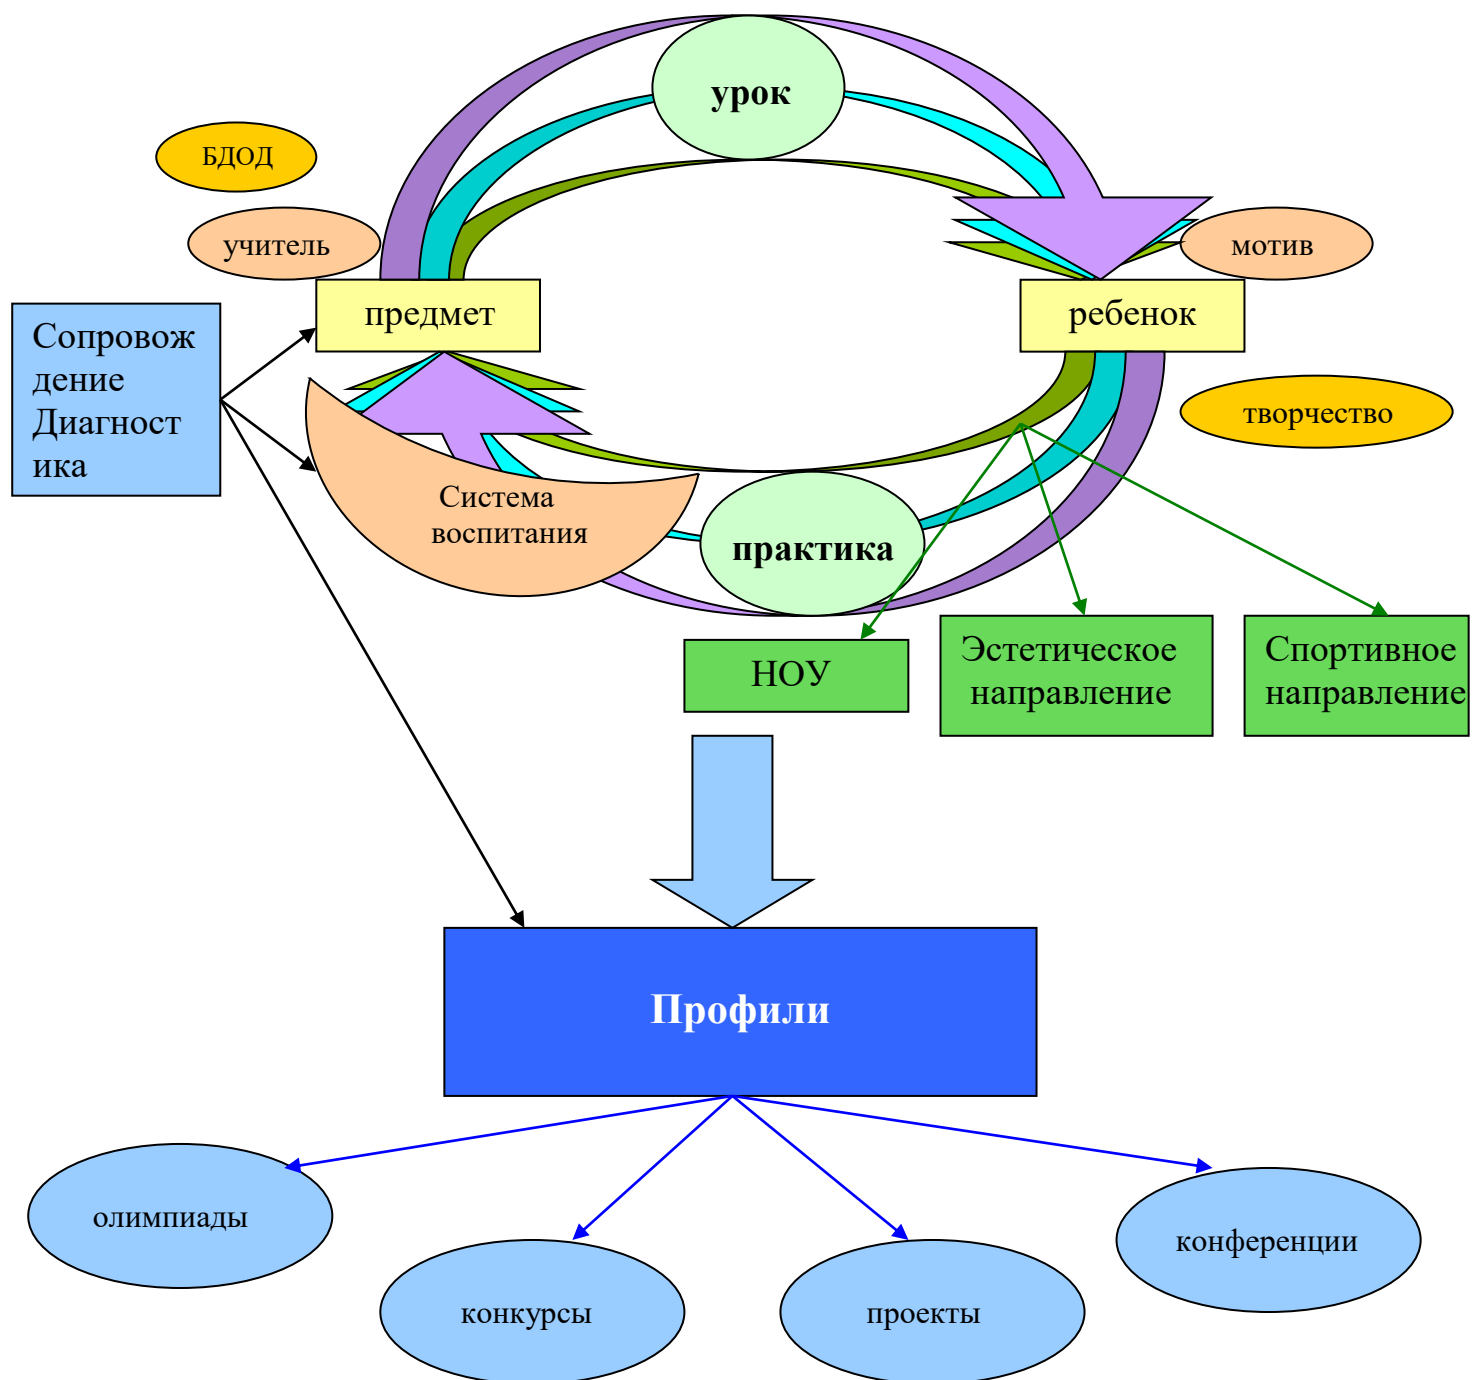 урок
БДОД
учитель
мотив
предмет
ребенок
Сопровож
дение
Диагност
ика
творчество
Система
воспитания
практика
НОУ
Эстетическое
направление
Спортивное
направление
Профили
олимпиады
конференции
конкурсы
проекты